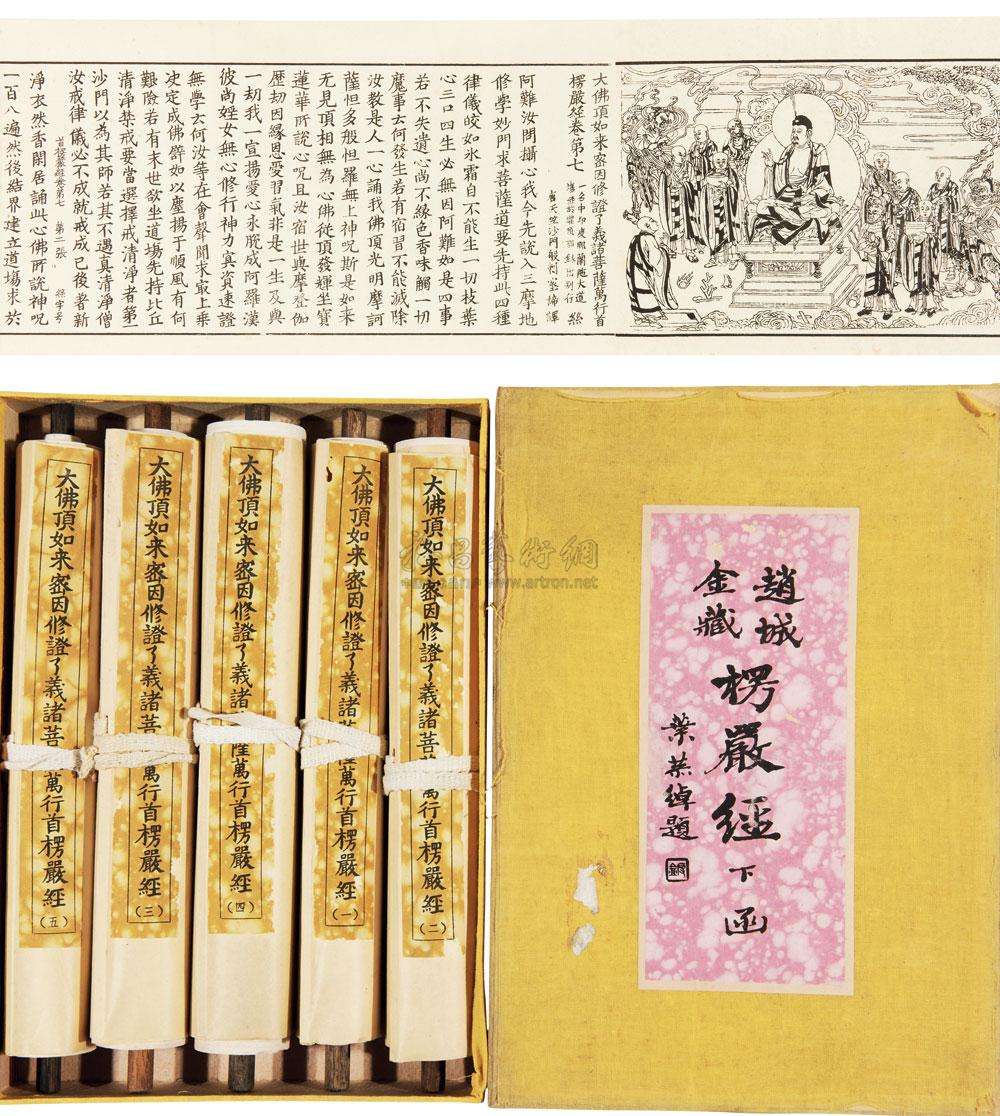 大佛頂如来密因修證了義諸菩薩萬行首
楞嚴經卷第七
一名中印度那蘭陁大道
塲經於灌頂部録出別行
唐天竺沙門般剌蜜帝譯
阿難汝問攝心我今先説入三摩地
修學妙門求菩薩道要先持此四種
律儀皎如氷霜自不能生一切枝葉
心三口四生必無因阿難如是四事
若不失遺心尚不緣色香味觸一切
魔事云何發生若有宿習不能滅除
汝教是人一心誦我佛頂光明摩訶
薩怛多般怛羅無上神呪斯是如来
无見頂相無為心佛從頂發輝坐寶
蓮華所說心呪且汝宿世與摩登伽
歷劫因緣恩愛習氣非是一生及與
一刧我一宣揚愛心永脫成阿羅漢
彼尚婬女無心修行神力冥資速證
無學云何汝等在會聲聞求最上乘
决定成佛譬如以塵揚于順風有何
艱險若有末世欲坐道塲先持比丘
清淨禁戒要當選擇戒清淨者第一
沙門以為其師若其不遇真清淨僧
汝戒律儀必不成就戒成已後著新
首楞嚴經卷第七 第二張
淨衣然香閑居誦此心佛所說神呪
一百八遍然後結界建立道塲求於
大佛頂如来密因修證了義諸菩薩萬行首楞嚴經
(五)
大佛頂如来密因修證了義諸菩薩萬行首楞嚴經
(三)
大佛頂如来密因修證了義諸菩薩萬行首楞嚴經
(四)
大佛頂如来密因修證了義諸菩薩萬行首楞嚴經
(一)
大佛頂如来密因修證了義諸菩薩萬行首楞嚴經
(二)
趙城
金藏
楞嚴經下函
葉恭綽題
雅昌藝術網
www.artron.net